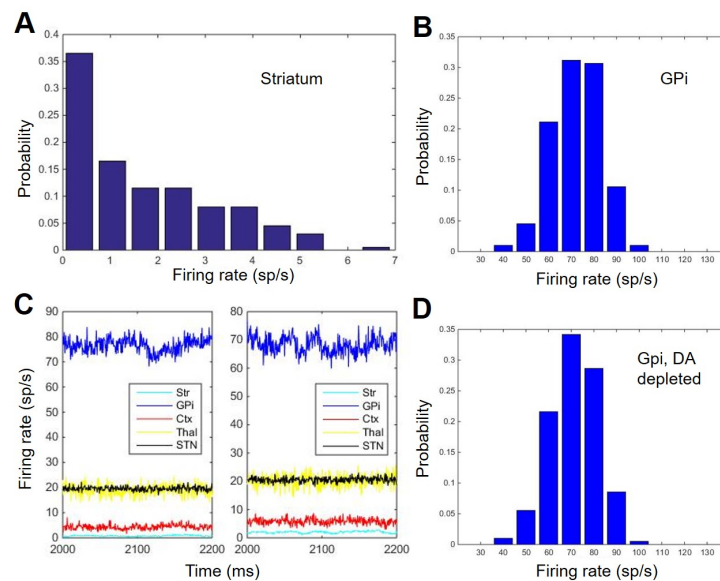 A
0.4
0.35
0.3
0.25
0.2
0.15
0.1
0.05
0
Probability
Striatum
0 1 2 3 4 5 6 7
Firing rate (sp/s)
B
0.35
0.3
0.25
0.2
0.15
0.1
0.05
0
Probability
GPi
30 40 50 60 70 80 90 100 110 120 130
Firing rate (sp/s)
C
90
80
70
60
50
40
30
20
10
0
Firing rate (sp/s)
Str
GPi
Ctx
Thal
STN
2000 2100 2200
80
70
60
50
40
30
20
10
0
Str
GPi
Ctx
Thal
STN
2000 2100 2200
Time (ms)
D
0.35
0.3
0.25
0.2
0.15
0.1
0.05
0
Probability
Gpi, DA
depleted
30 40 50 60 70 80 90 100 110 120 130
Firing rate (sp/s)